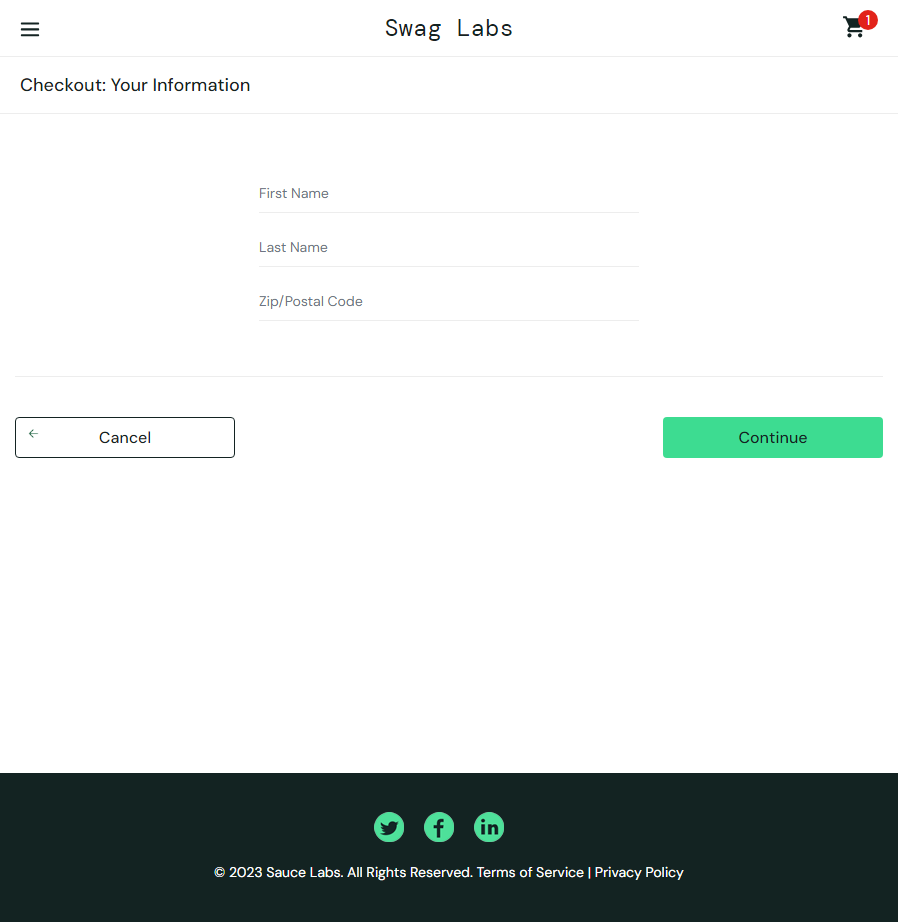 Swag Labs
1
Checkout: Your Information
First Name
Last Name
Zip/Postal Code
Cancel
Continue
© 2023 Sauce Labs. All Rights Reserved. Terms of Service | Privacy Policy